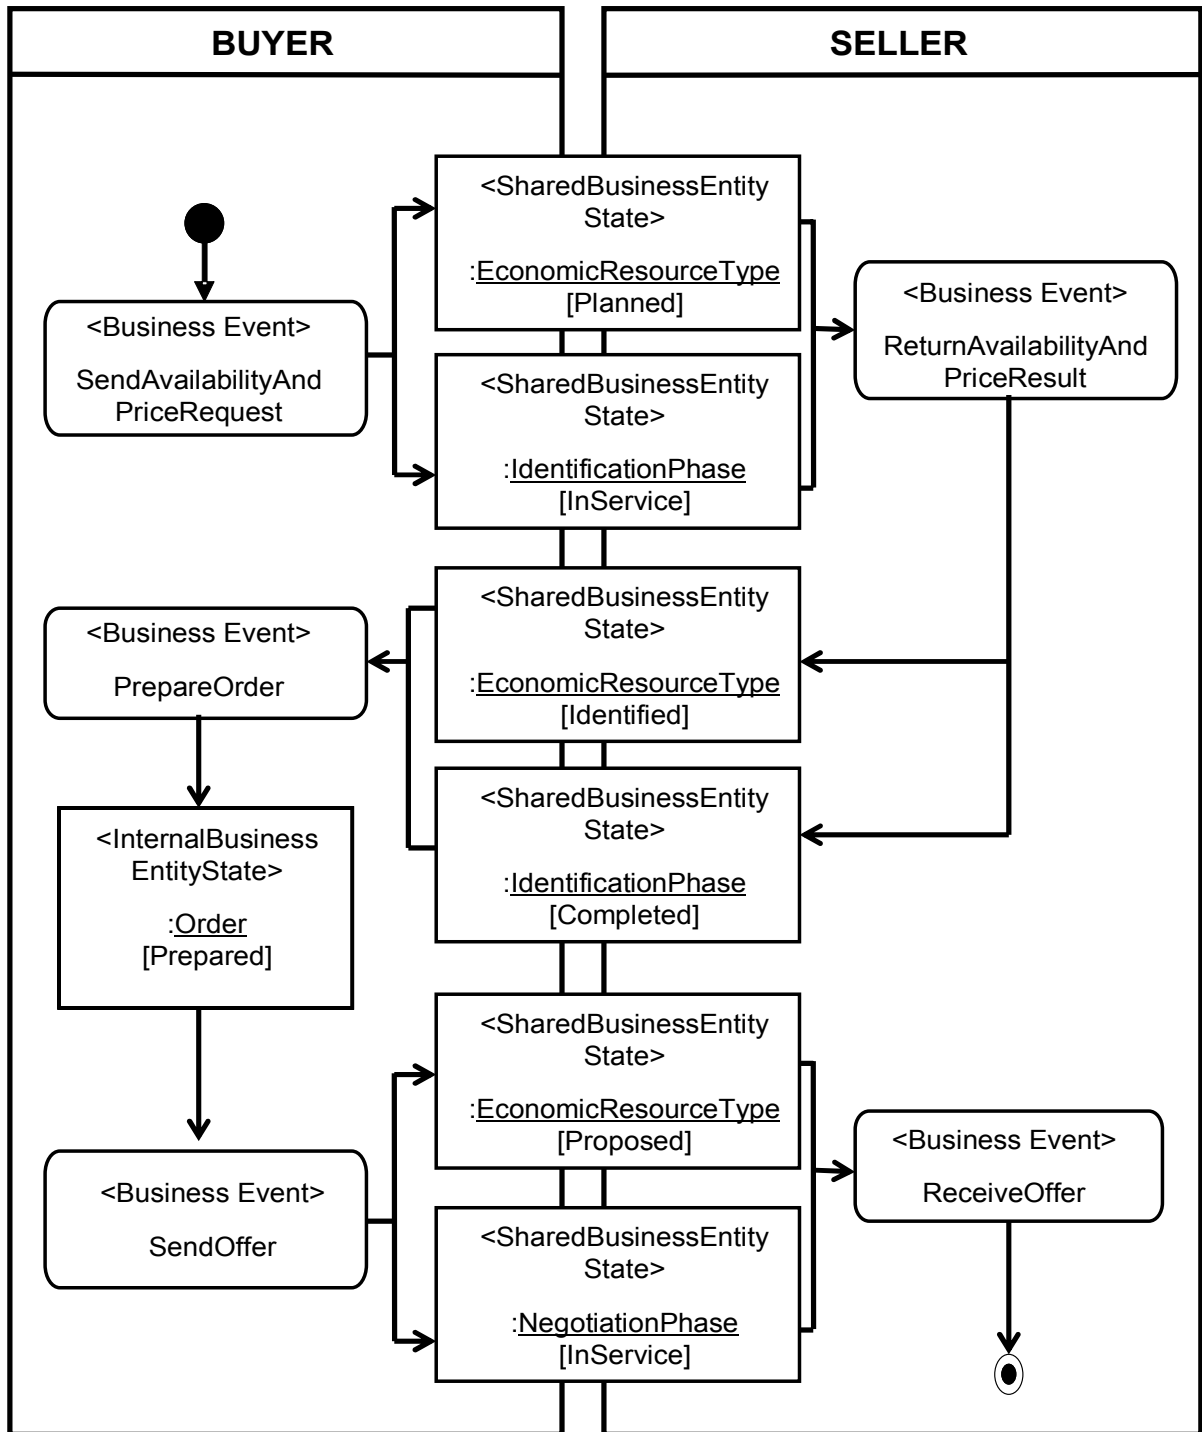 BUYER
SELLER
<SharedBusinessEntity
State>
:EconomicResourceType
[Planned]
<Business Event>
SendAvailabilityAnd
PriceRequest
<Business Event>
ReturnAvailabilityAnd
PriceResult
<SharedBusinessEntity
State>
:IdentificationPhase
[InService]
<SharedBusinessEntity
State>
:EconomicResourceType
[Identified]
<Business Event>
PrepareOrder
<SharedBusinessEntity
State>
:IdentificationPhase
[Completed]
<InternalBusiness
EntityState>
:Order
[Prepared]
<SharedBusinessEntity
State>
:EconomicResourceType
[Proposed]
<Business Event>
SendOffer
<Business Event>
ReceiveOffer
<SharedBusinessEntity
State>
:NegotiationPhase
[InService]